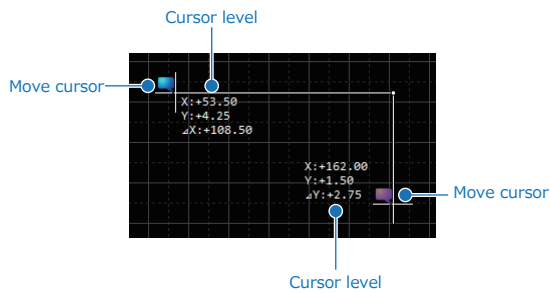 Cursor level
Move cursor
X:+53.50
Y:+4.25
⊿X:+108.50
X:+162.00
Y:+1.50
⊿Y:+2.75
Move cursor
Cursor level